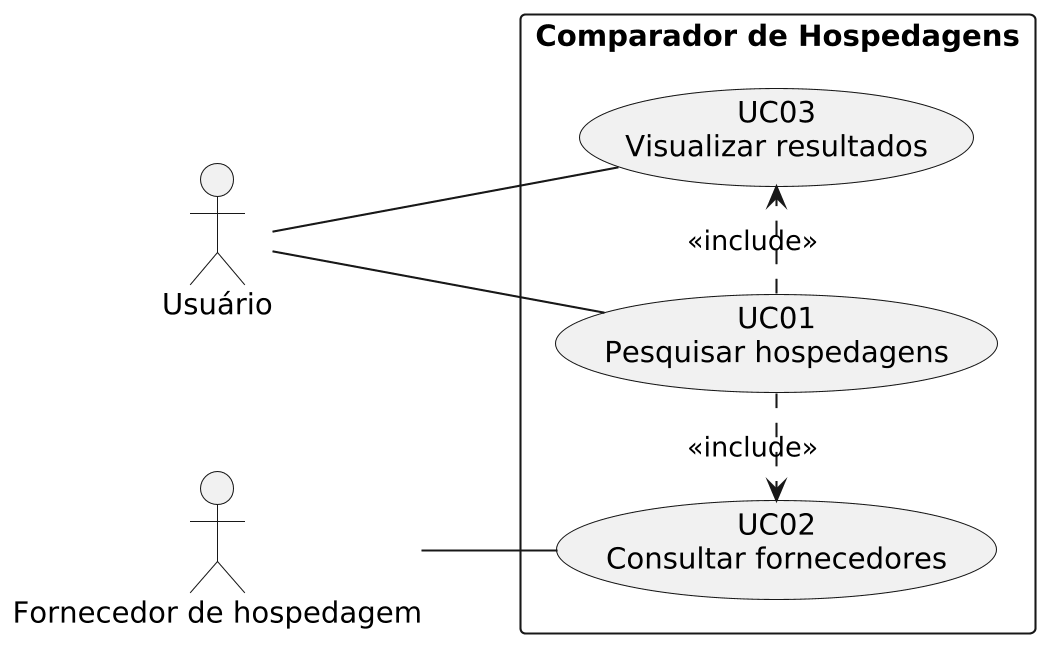 Comparador de Hospedagens
UC03
Visualizar resultados
«include»
Usuário
UC01
Pesquisar hospedagens
«include»
UC02
Consultar fornecedores
Fornecedor de hospedagem